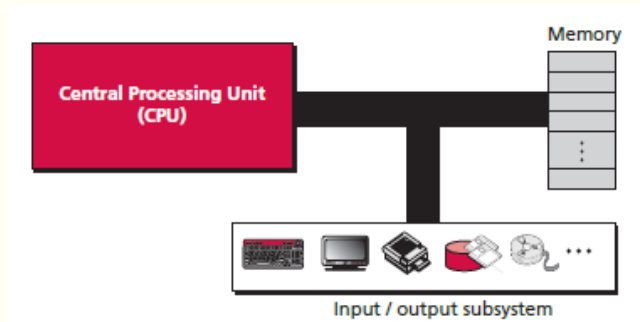 Memory
Central Processing Unit
(CPU)
Input / output subsystem